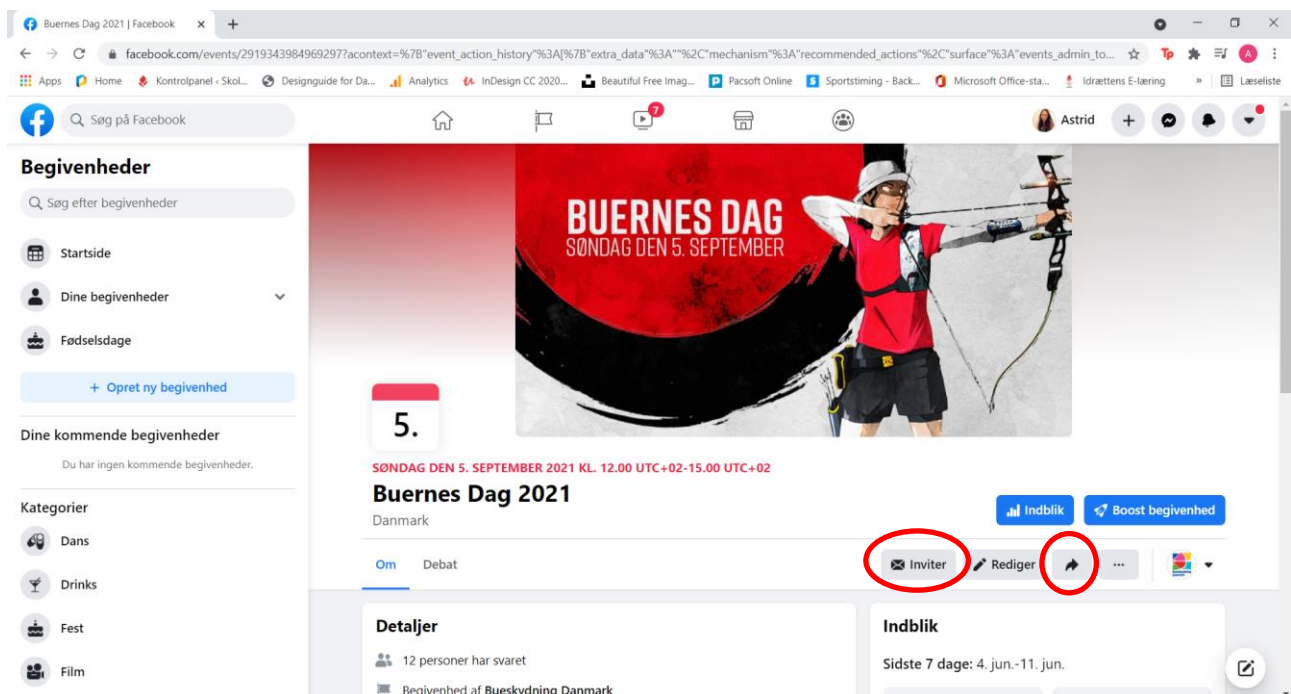 Buernes Dag 2021 | Facebook
facebook.com/events/2919343984969297?acontext=%7B"event_action_history"%3A[%7B"extra_data"%3A""%2C"mechanism"%3A"recommended_actions"%2C"surface"%3A"events_admin_to...
Tp
A
Apps Home Kontrolpanel ‹ Skol... Designguide for Da... Analytics InDesign CC 2020... Beautiful Free Imag... Pacsoft Online Sportstiming - Back... Microsoft Office-sta... Idrættens E-læring » Læseliste
Søg på Facebook
7
Astrid
Begivenheder
Søg efter begivenheder
Startside
Dine begivenheder
Fødselsdage
+ Opret ny begivenhed
Dine kommende begivenheder
Du har ingen kommende begivenheder.
Kategorier
Dans
Drinks
Fest
Film
BUERNES DAG
SØNDAG DEN 5. SEPTEMBER
5.
SØNDAG DEN 5. SEPTEMBER 2021 KL. 12.00 UTC+02-15.00 UTC+02
Buernes Dag 2021
Danmark
Indblik Boost begivenhed
Om Debat
Inviter Rediger ...
Detaljer
12 personer har svaret
Begivenhed af Bueskydning Danmark
Indblik
Sidste 7 dage: 4. jun.-11. jun.